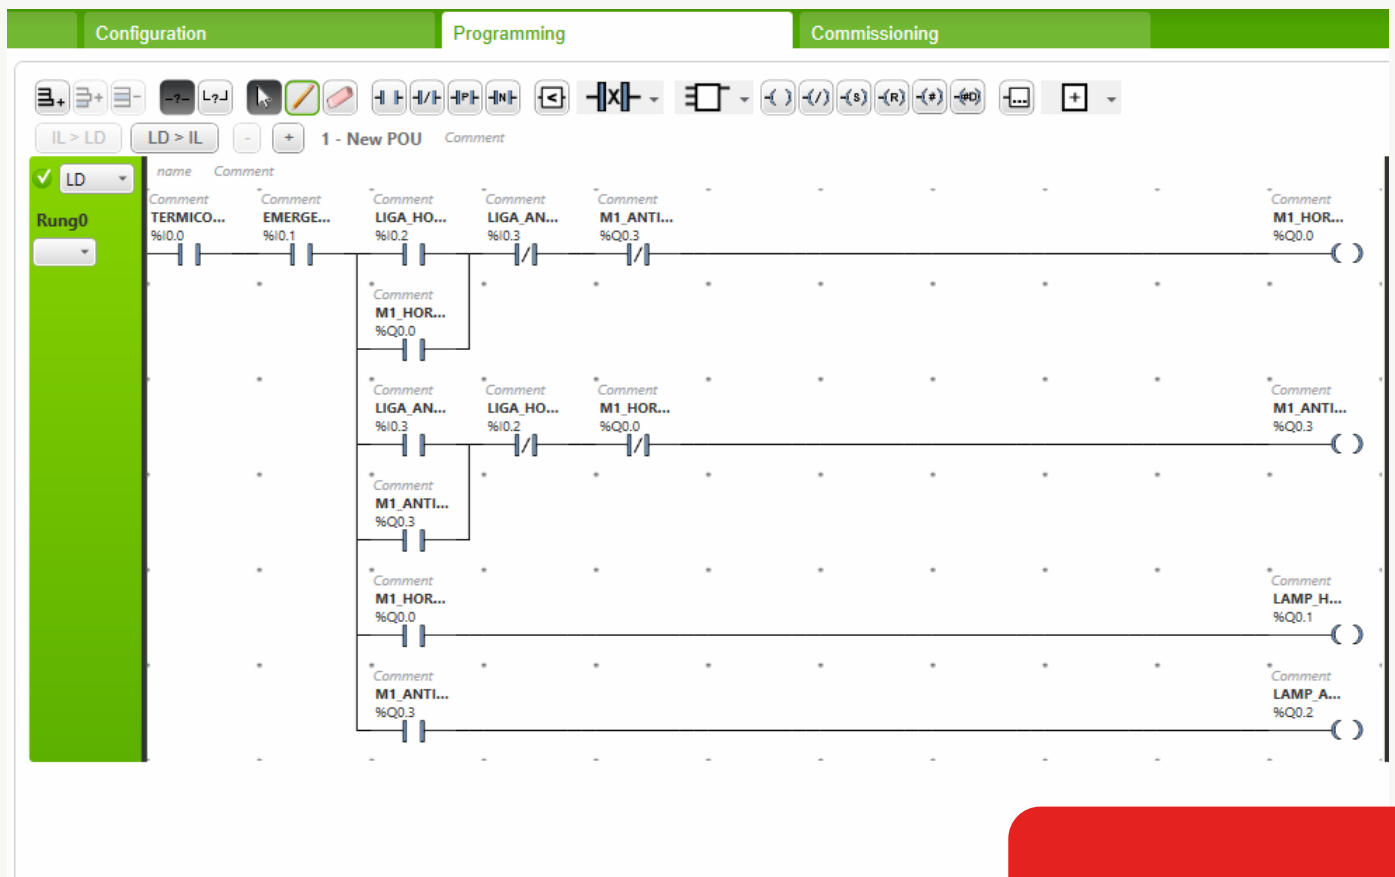 Configuration Programming Commissioning
IL > LD LD > IL - + 1 - New POU Comment
LD name Comment
Rung0
Comment Comment Comment Comment Comment Comment
TERMICO... EMERGE... LIGA_HO... LIGA_AN... M1_ANTI... M1_HOR...
%I0.0 %I0.1 %I0.2 %I0.3 %Q0.3 %Q0.0
Comment
M1_HOR...
%Q0.0
Comment Comment Comment Comment
LIGA_AN... LIGA_HO... M1_HOR... M1_ANTI...
%I0.3 %I0.2 %Q0.0 %Q0.3
Comment
M1_ANTI...
%Q0.3
Comment Comment
M1_HOR... LAMP_H...
%Q0.0 %Q0.1
Comment Comment
M1_ANTI... LAMP_A...
%Q0.3 %Q0.2